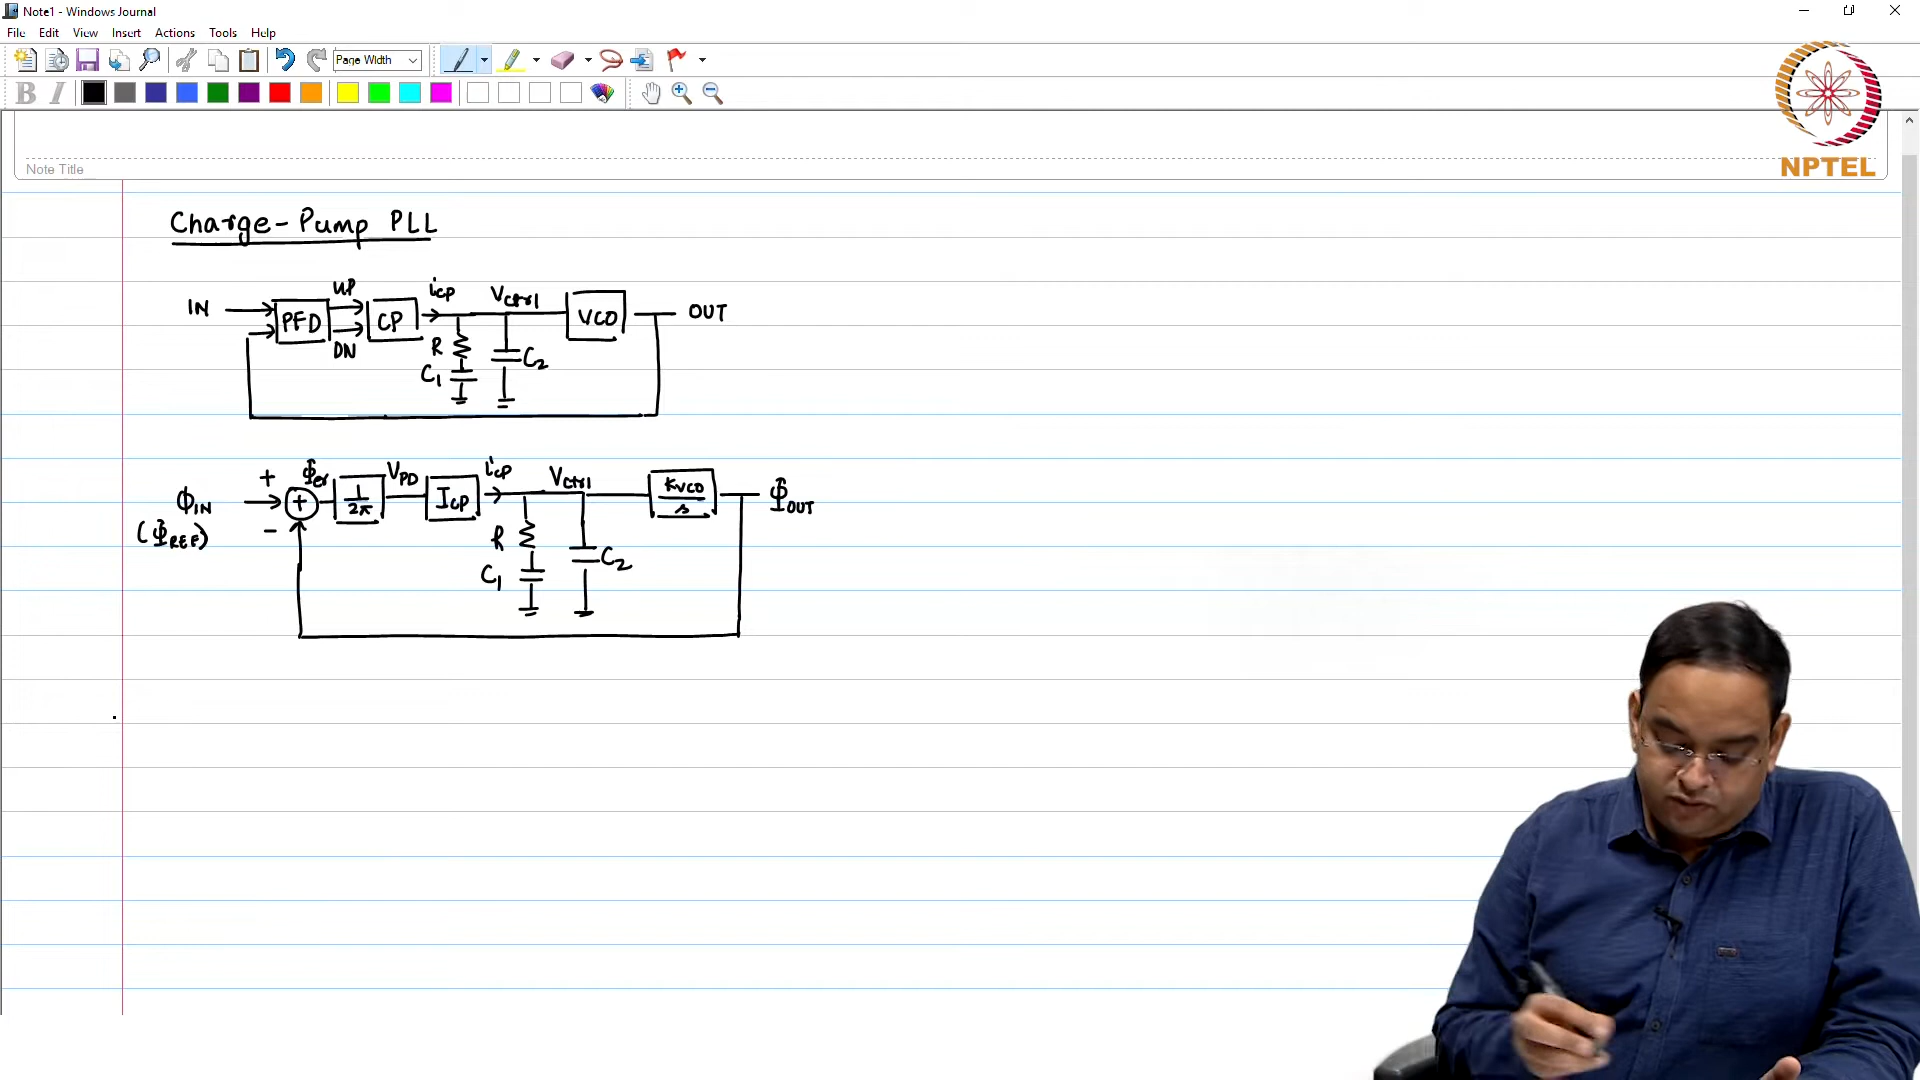 Note1 - Windows Journal
File Edit View Insert Actions Tools Help
Page Width
B I
NPTEL
Note Title
Charge-Pump PLL
IN PFD UP DN CP icp Vctrl VCO OUT
R C1 C2
ΦIN (ΦREF) + - + Φer 1/2π VPD ICP icp Vctrl KVCO/s ΦOUT
R C1 C2